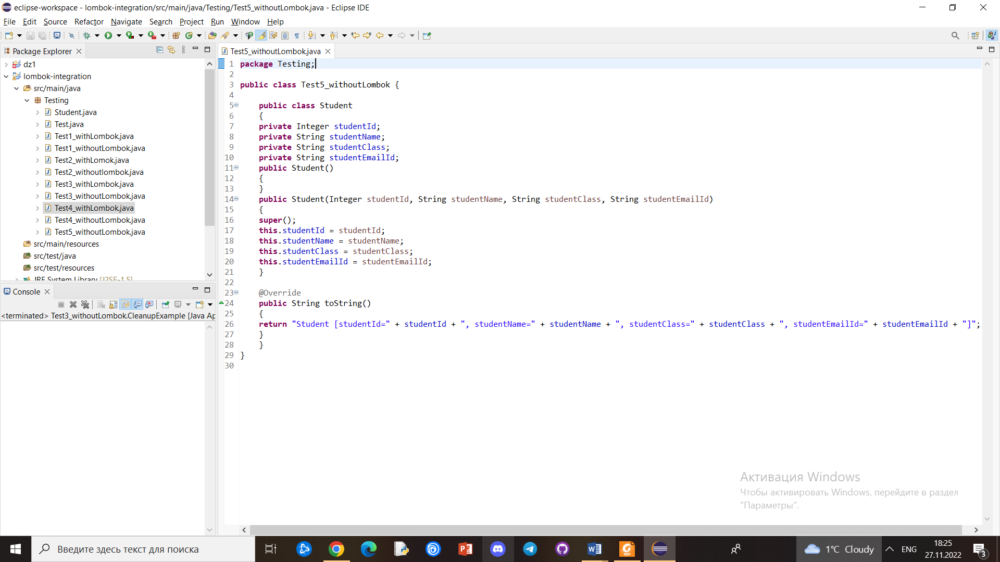 eclipse-workspace - lombok-integration/src/main/java/Testing/Test5_withoutLombok.java - Eclipse IDE
File Edit Source Refactor Navigate Search Project Run Window Help
Package Explorer
dz1
lombok-integration
src/main/java
Testing
Student.java
Test.java
Test1_withLombok.java
Test1_withoutLombok.java
Test2_withLomok.java
Test2_withoutlombok.java
Test3_withLombok.java
Test3_withoutLombok.java
Test4_withLombok.java
Test4_withoutLombok.java
Test5_withoutLombok.java
src/main/resources
src/test/java
src/test/resources
JRE System Library [J2SE-1.5]
Console
<terminated> Test3_withoutLombok.CleanupExample [Java Ap
Test5_withoutLombok.java
1 package Testing;
2
3 public class Test5_withoutLombok {
4
5 public class Student
6 {
7 private Integer studentId;
8 private String studentName;
9 private String studentClass;
10 private String studentEmailId;
11 public Student()
12 {
13 }
14 public Student(Integer studentId, String studentName, String studentClass, String studentEmailId)
15 {
16 super();
17 this.studentId = studentId;
18 this.studentName = studentName;
19 this.studentClass = studentClass;
20 this.studentEmailId = studentEmailId;
21 }
22
23 @Override
24 public String toString()
25 {
26 return "Student [studentId=" + studentId + ", studentName=" + studentName + ", studentClass=" + studentClass + ", studentEmailId=" + studentEmailId + "]";
27 }
28 }
29 }
30
Активация Windows
Чтобы активировать Windows, перейдите в раздел
"Параметры".
Введите здесь текст для поиска
1°C Cloudy
ENG
18:25
27.11.2022
3